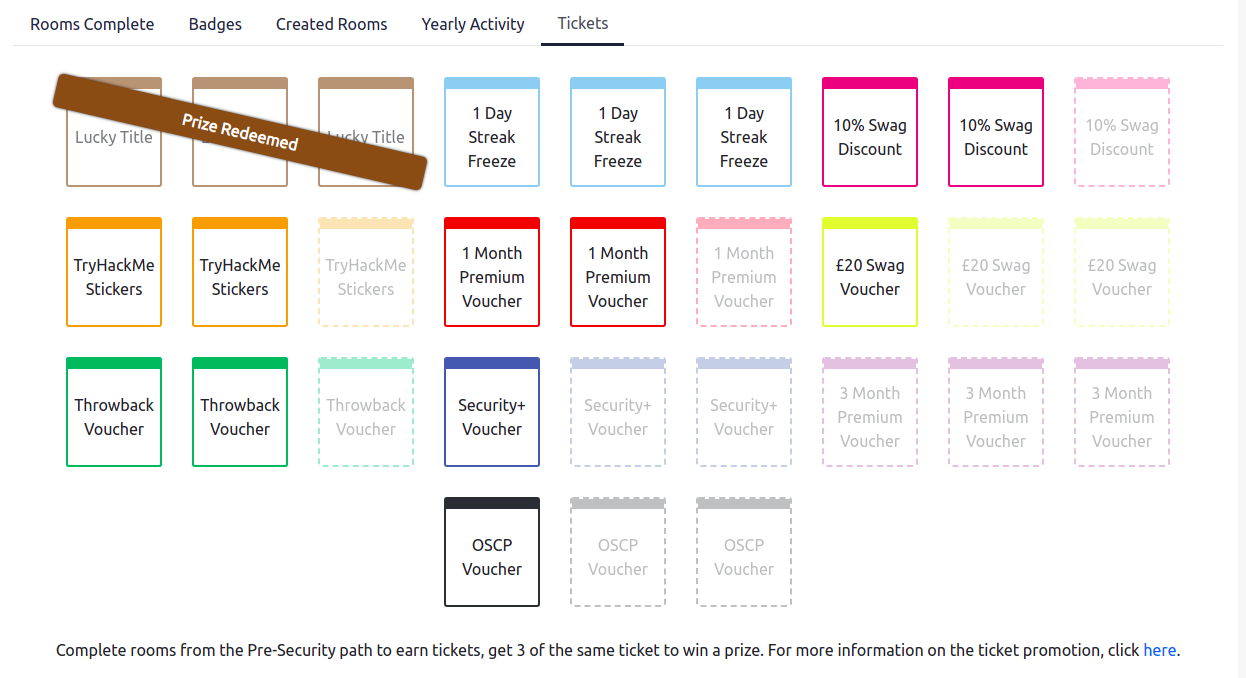 Rooms Complete Badges Created Rooms Yearly Activity Tickets
Lucky Title
Prize Redeemed
Lucky Title
1 Day
Streak
Freeze
1 Day
Streak
Freeze
1 Day
Streak
Freeze
10% Swag
Discount
10% Swag
Discount
10% Swag
Discount
TryHackMe
Stickers
TryHackMe
Stickers
TryHackMe
Stickers
1 Month
Premium
Voucher
1 Month
Premium
Voucher
1 Month
Premium
Voucher
£20 Swag
Voucher
£20 Swag
Voucher
£20 Swag
Voucher
Throwback
Voucher
Throwback
Voucher
Throwback
Voucher
Security+
Voucher
Security+
Voucher
Security+
Voucher
3 Month
Premium
Voucher
3 Month
Premium
Voucher
3 Month
Premium
Voucher
OSCP
Voucher
OSCP
Voucher
OSCP
Voucher
Complete rooms from the Pre-Security path to earn tickets, get 3 of the same ticket to win a prize. For more information on the ticket promotion, click here.